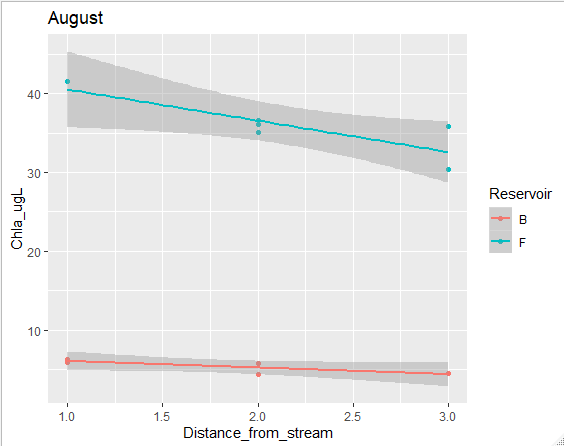 August
Chla_ugL
40
30
20
10
1.0 1.5 2.0 2.5 3.0
Distance_from_stream
Reservoir
B
F